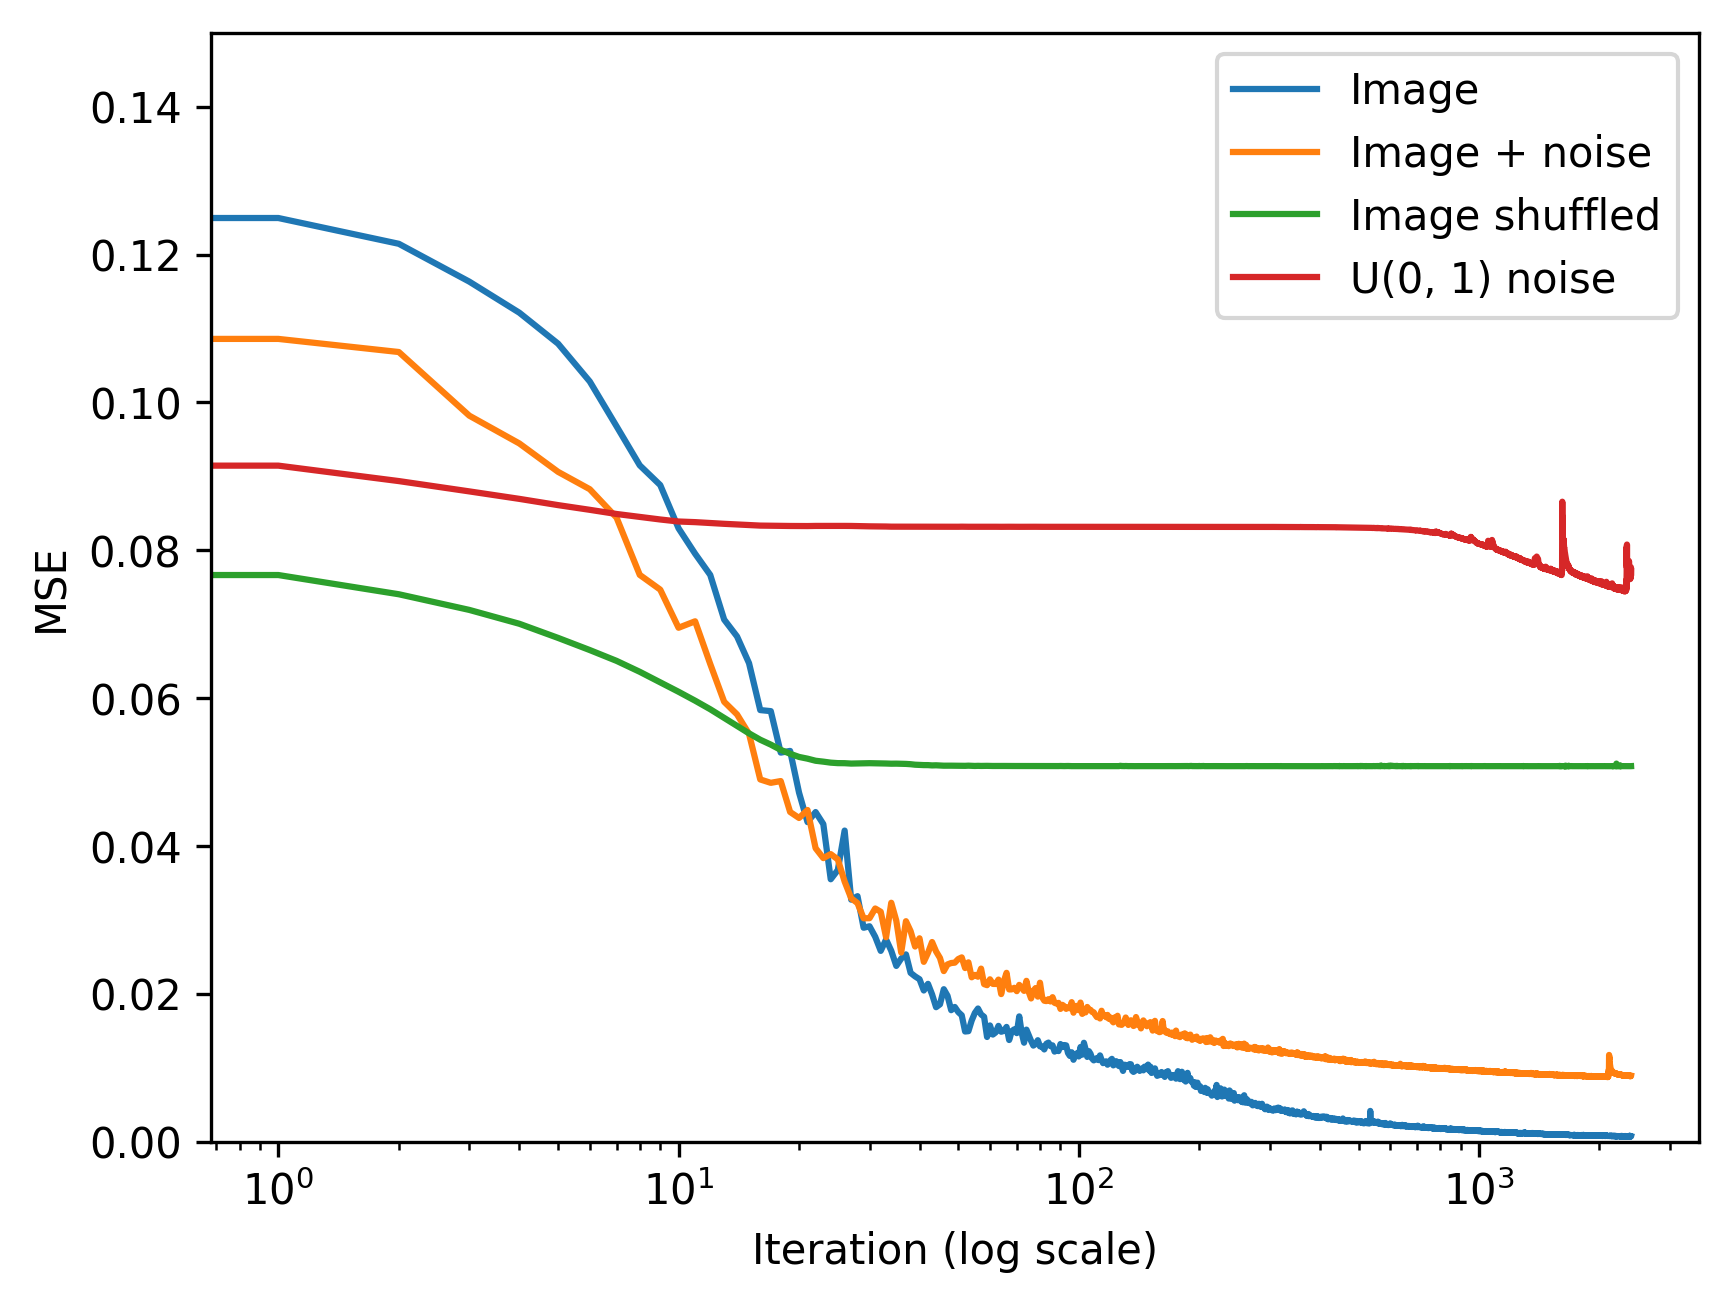 Image
Image + noise
Image shuffled
U(0, 1) noise
MSE
0.14
0.12
0.10
0.08
0.06
0.04
0.02
0.00
10⁰ 10¹ 10² 10³
Iteration (log scale)